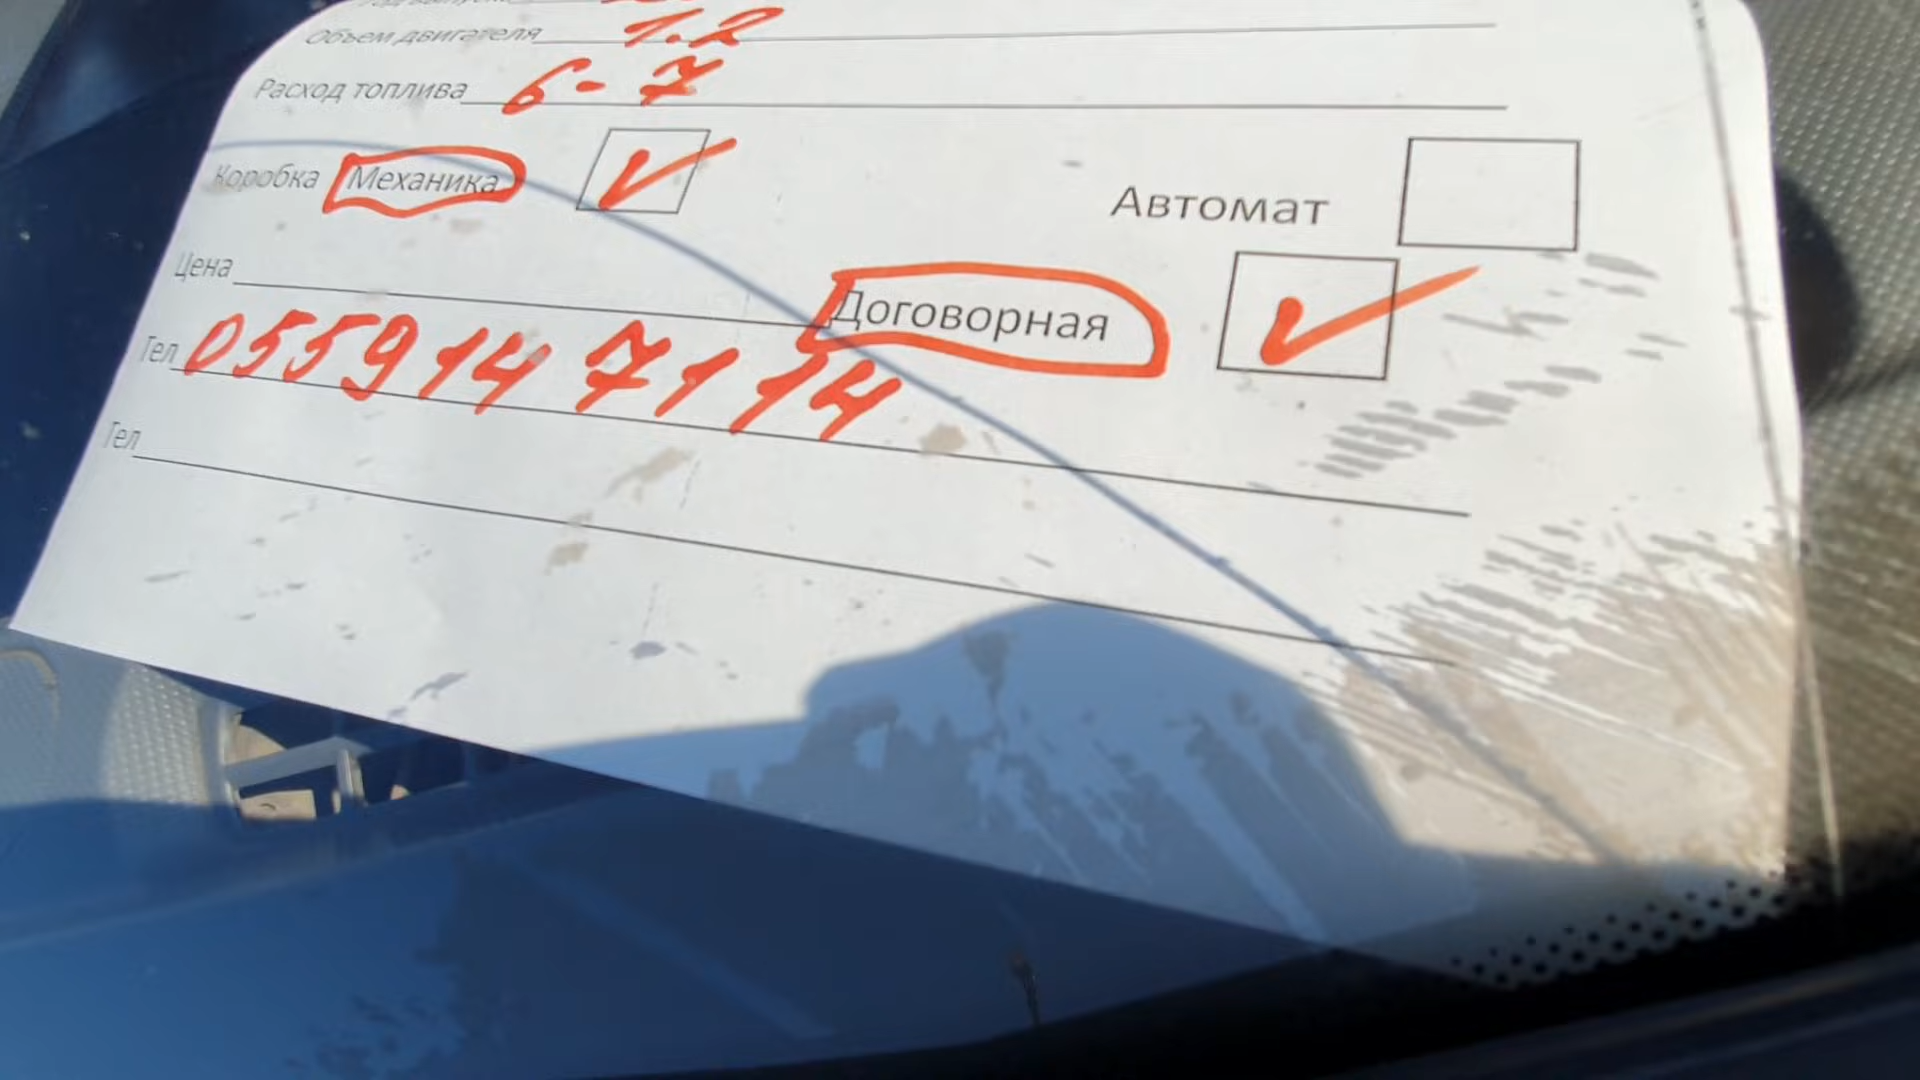 Объем двигателя 1.2
Расход топлива 6-7
Коробка Механика Автомат
Цена Договорная
Тел 0559147114
Тел